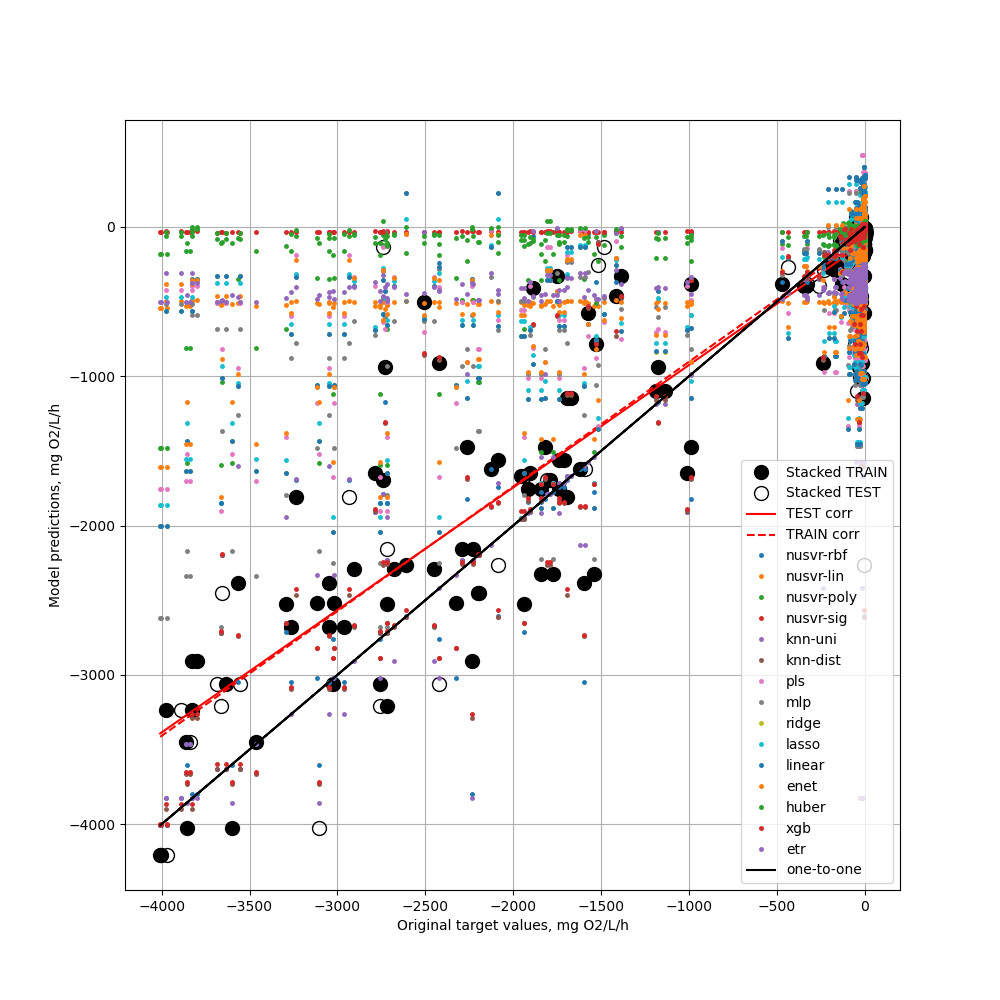 0
−1000
−2000
−3000
−4000
Model predictions, mg O2/L/h
−4000 −3500 −3000 −2500 −2000 −1500 −1000 −500 0
Original target values, mg O2/L/h
Stacked TRAIN
Stacked TEST
TEST corr
TRAIN corr
nusvr-rbf
nusvr-lin
nusvr-poly
nusvr-sig
knn-uni
knn-dist
pls
mlp
ridge
lasso
linear
enet
huber
xgb
etr
one-to-one